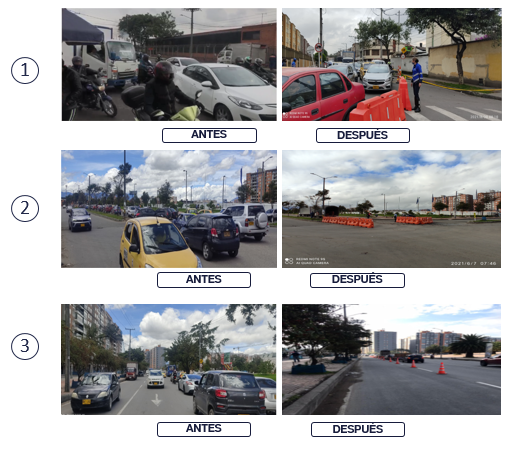 1
ANTES
DESPUÉS
2
2021/6/7 07:46
ANTES
DESPUÉS
3
ANTES
DESPUÉS